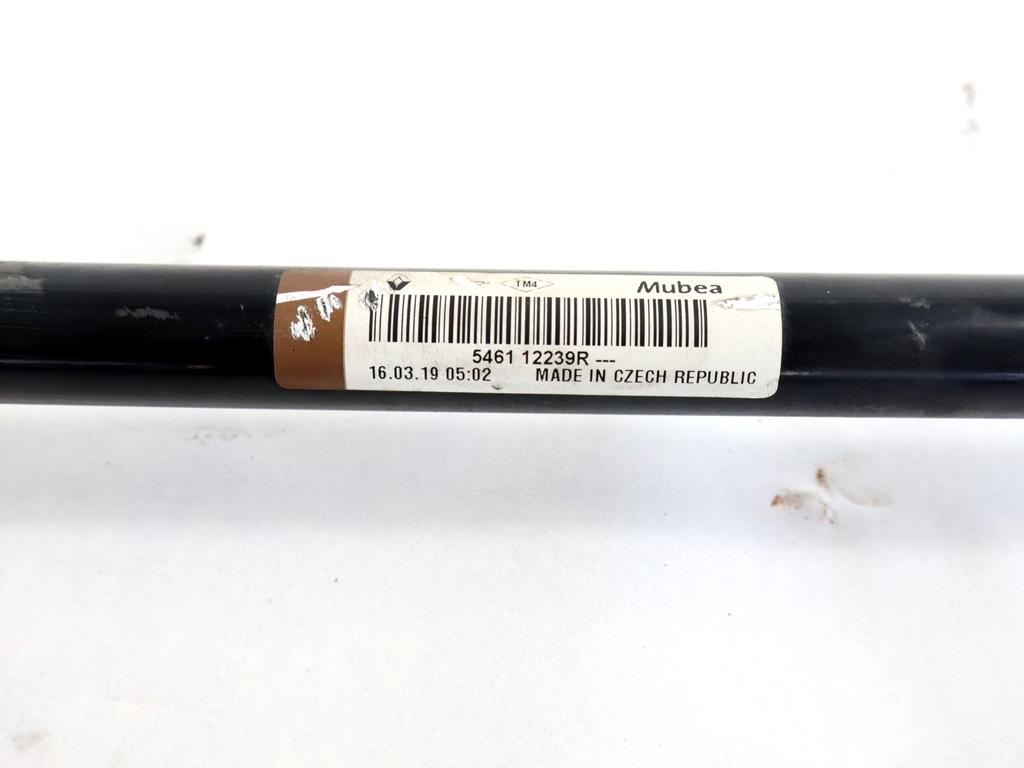 TM4 Mubea
5461 12239R ---
16.03.19 05:02 MADE IN CZECH REPUBLIC